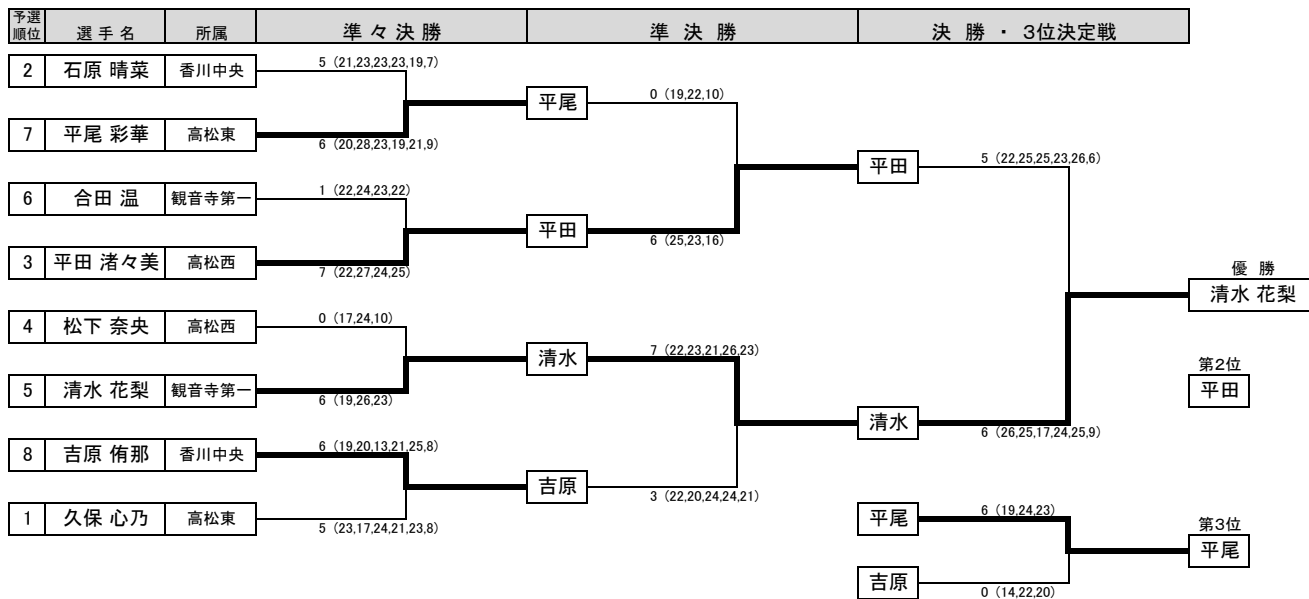 予選順位 選手名 所属 準々決勝 準決勝 決勝・3位決定戦
2 石原 晴菜 香川中央 5 (21,23,23,23,19,7)
平尾 0 (19,22,10)
7 平尾 彩華 高松東 6 (20,28,23,19,21,9)
平田 5 (22,25,25,23,26,6)
6 合田 温 観音寺第一 1 (22,24,23,22)
平田 6 (25,23,16)
3 平田 渚々美 高松西 7 (22,27,24,25)
優勝
清水 花梨
4 松下 奈央 高松西 0 (17,24,10)
清水 7 (22,23,21,26,23)
第2位
平田
5 清水 花梨 観音寺第一 6 (19,26,23)
清水 6 (26,25,17,24,25,9)
8 吉原 侑那 香川中央 6 (19,20,13,21,25,8)
吉原 3 (22,20,24,24,21)
1 久保 心乃 高松東 5 (23,17,24,21,23,8)
平尾 6 (19,24,23)
第3位
平尾
吉原 0 (14,22,20)